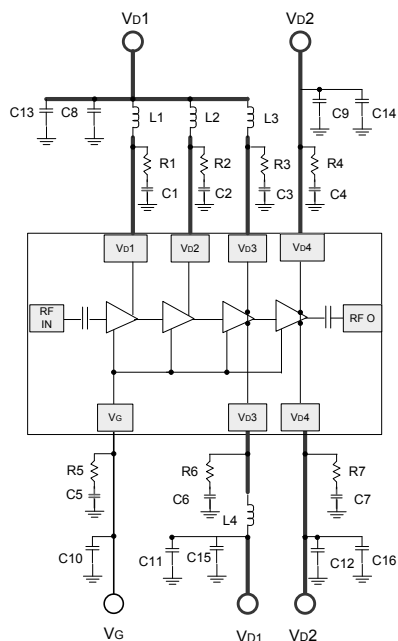 VD1 VD2
C13 C8 L1 L2 L3 C9 C14
R1 R2 R3 R4
C1 C2 C3 C4
VD1 VD2 VD3 VD4
RF IN RF O
VG VD3 VD4
R5 R6 R7
C5 C6 C7
L4
C10 C11 C15 C12 C16
VG VD1 VD2